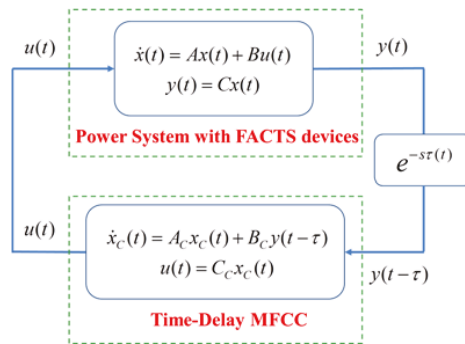 u(t)
y(t)
ẋ(t) = Ax(t) + Bu(t)
y(t) = Cx(t)
Power System with FACTS devices
e^{-sτ(t)}
u(t)
ẋ_C(t) = A_C x_C(t) + B_C y(t-τ)
u(t) = C_C x_C(t)
y(t-τ)
Time-Delay MFCC